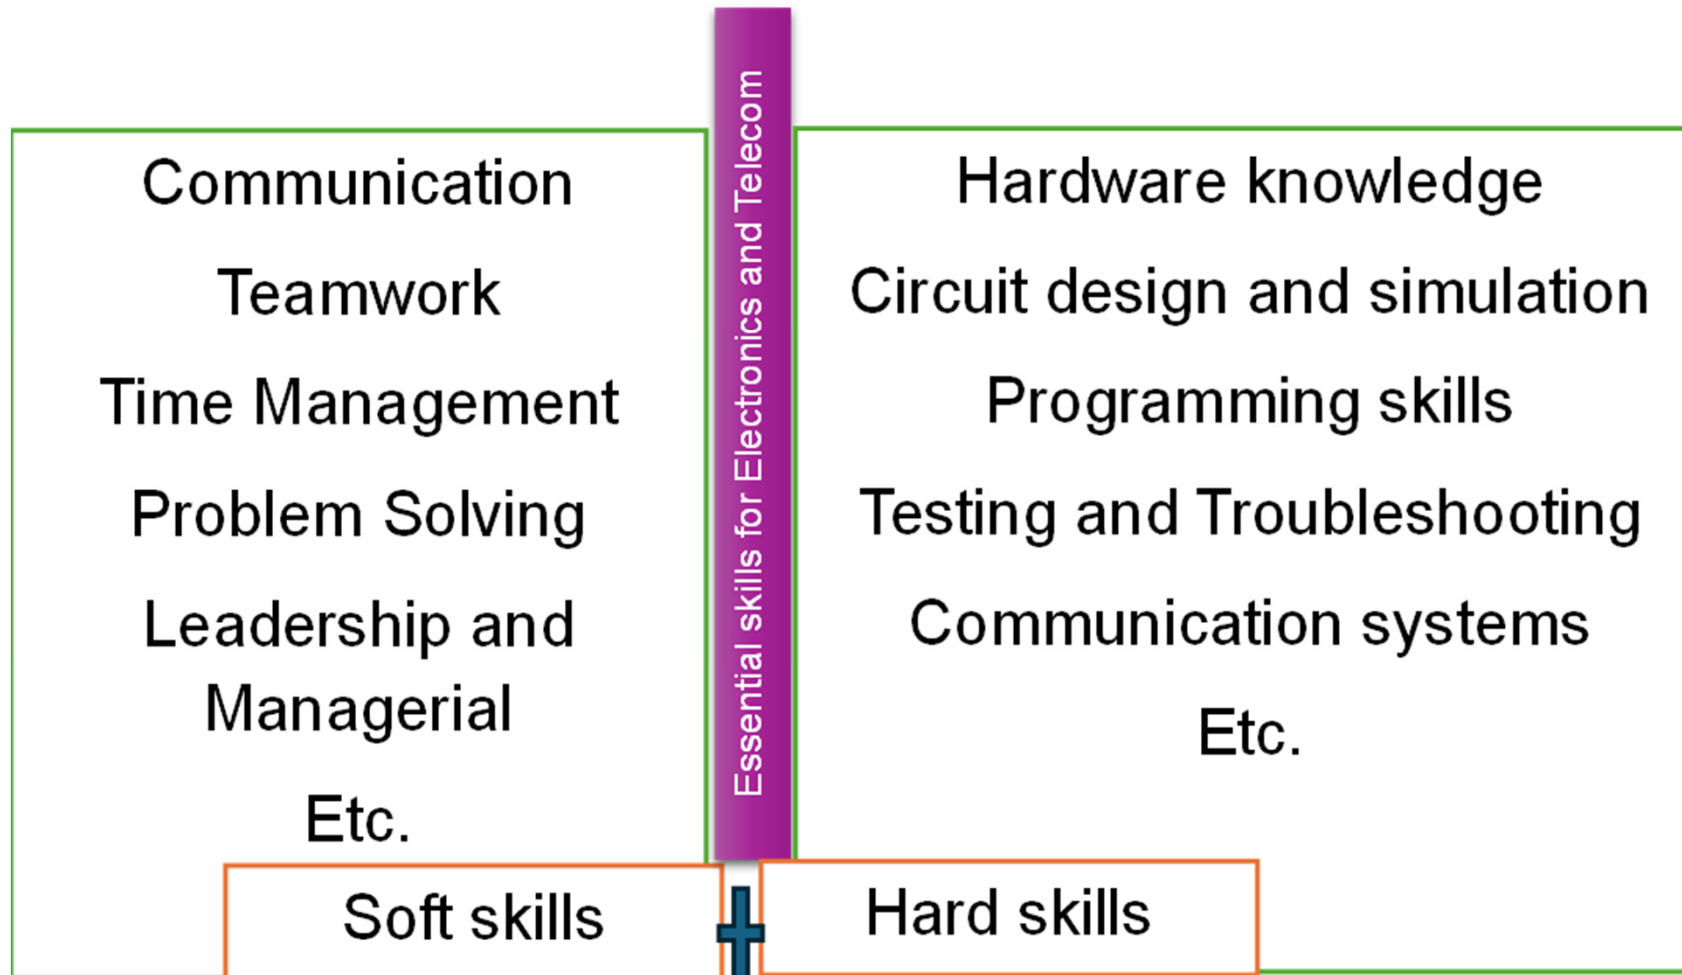 Communication
Teamwork
Time Management
Problem Solving
Leadership and
Managerial
Etc.
Soft skills
Essential skills for Electronics and Telecom
Hardware knowledge
Circuit design and simulation
Programming skills
Testing and Troubleshooting
Communication systems
Etc.
Hard skills